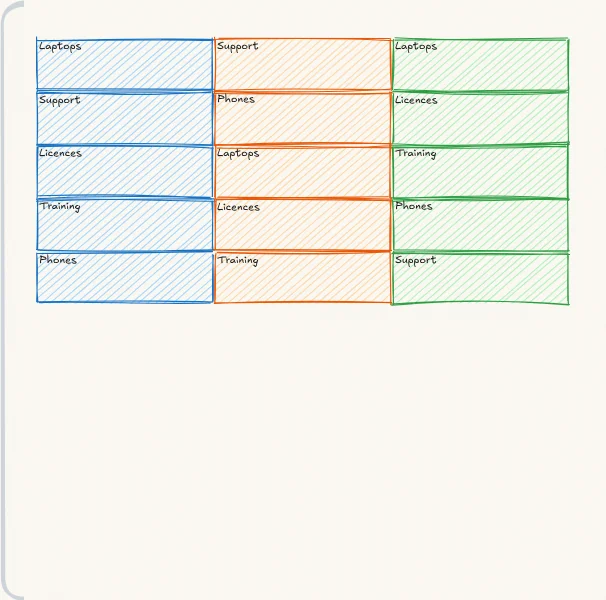 Laptops
Support
Laptops
Support
Phones
Licences
Licences
Laptops
Training
Training
Licences
Phones
Phones
Training
Support